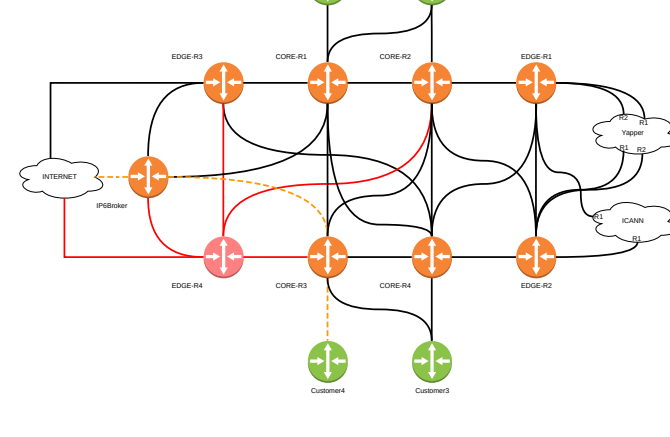 EDGE-R3
CORE-R1
CORE-R2
EDGE-R1
R2
R1
Yapper
R1
R2
INTERNET
IP6Broker
R1
ICANN
R1
EDGE-R4
CORE-R3
CORE-R4
EDGE-R2
Customer4
Customer3